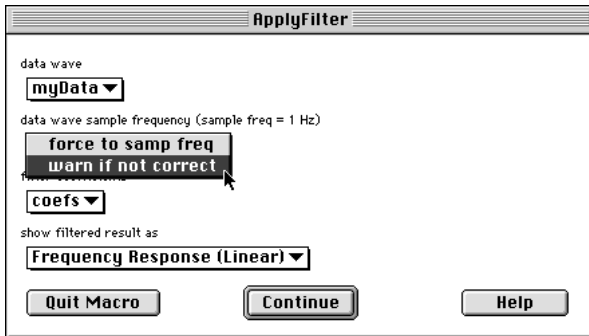 ApplyFilter
data wave
myData
data wave sample frequency (sample freq = 1 Hz)
force to samp freq
warn if not correct
coefs
show filtered result as
Frequency Response (Linear)
Quit Macro
Continue
Help